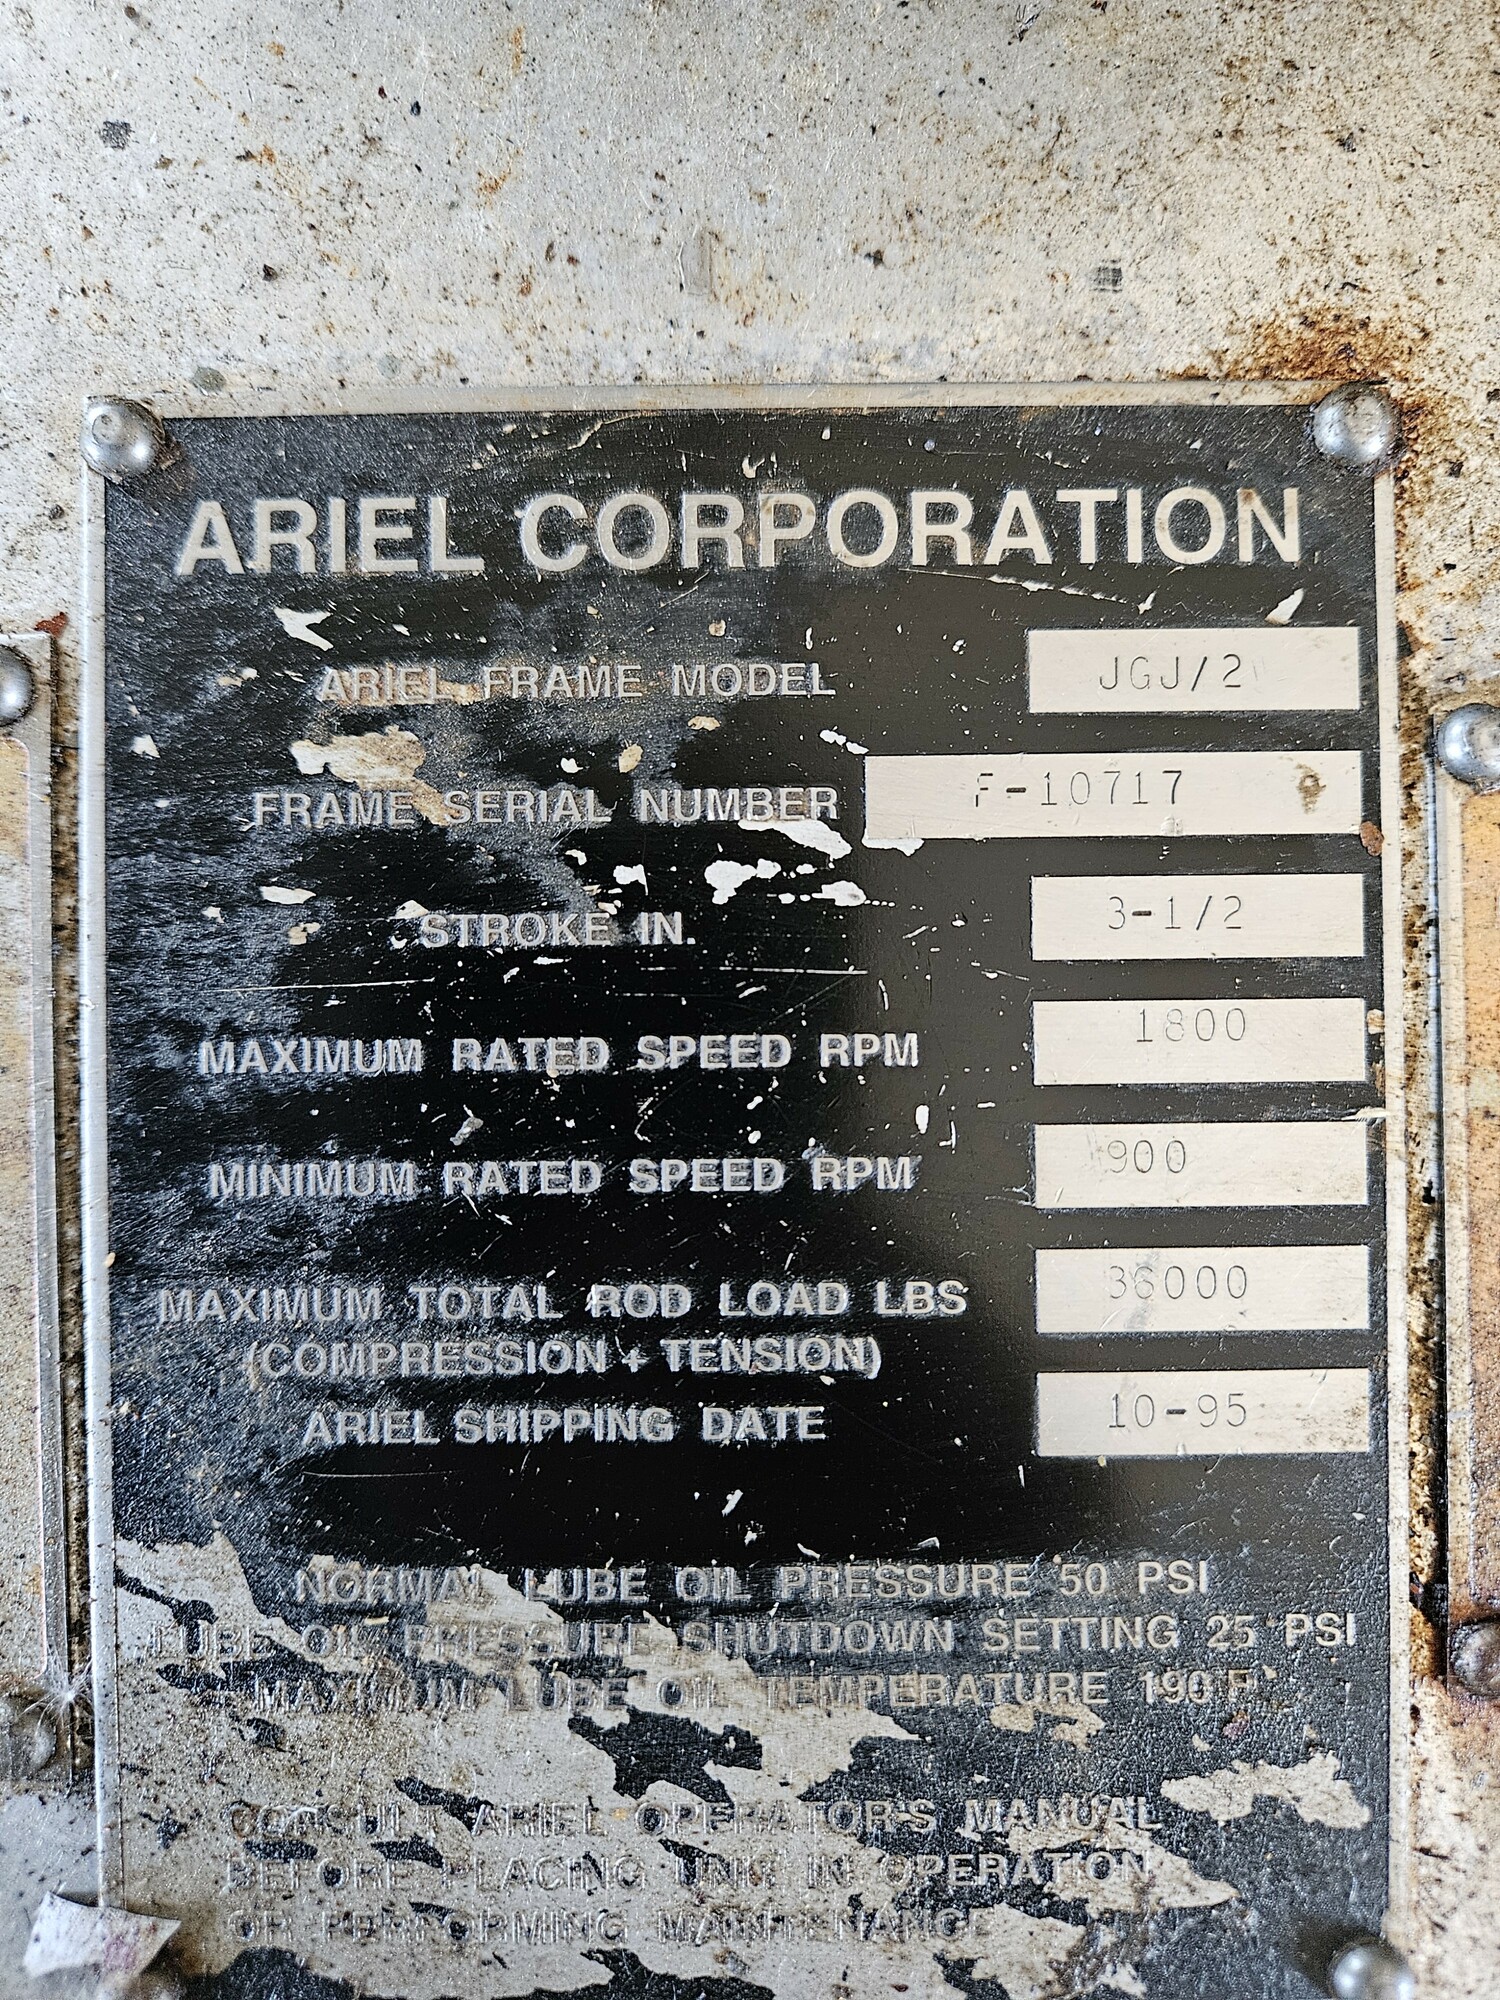 ARIEL CORPORATION
ARIEL FRAME MODEL JGJ/2
FRAME SERIAL NUMBER F-10717
STROKE IN. 3-1/2
MAXIMUM RATED SPEED RPM 1800
MINIMUM RATED SPEED RPM 900
MAXIMUM TOTAL ROD LOAD LBS 36000
(COMPRESSION + TENSION)
ARIEL SHIPPING DATE 10-95
NORMAL LUBE OIL PRESSURE 50 PSI
LUBE OIL PRESSURE SHUTDOWN SETTING 25 PSI
MAXIMUM LUBE OIL TEMPERATURE 190 F
CONSULT ARIEL OPERATOR'S MANUAL
BEFORE PLACING UNIT IN OPERATION
OR PERFORMING MAINTENANCE